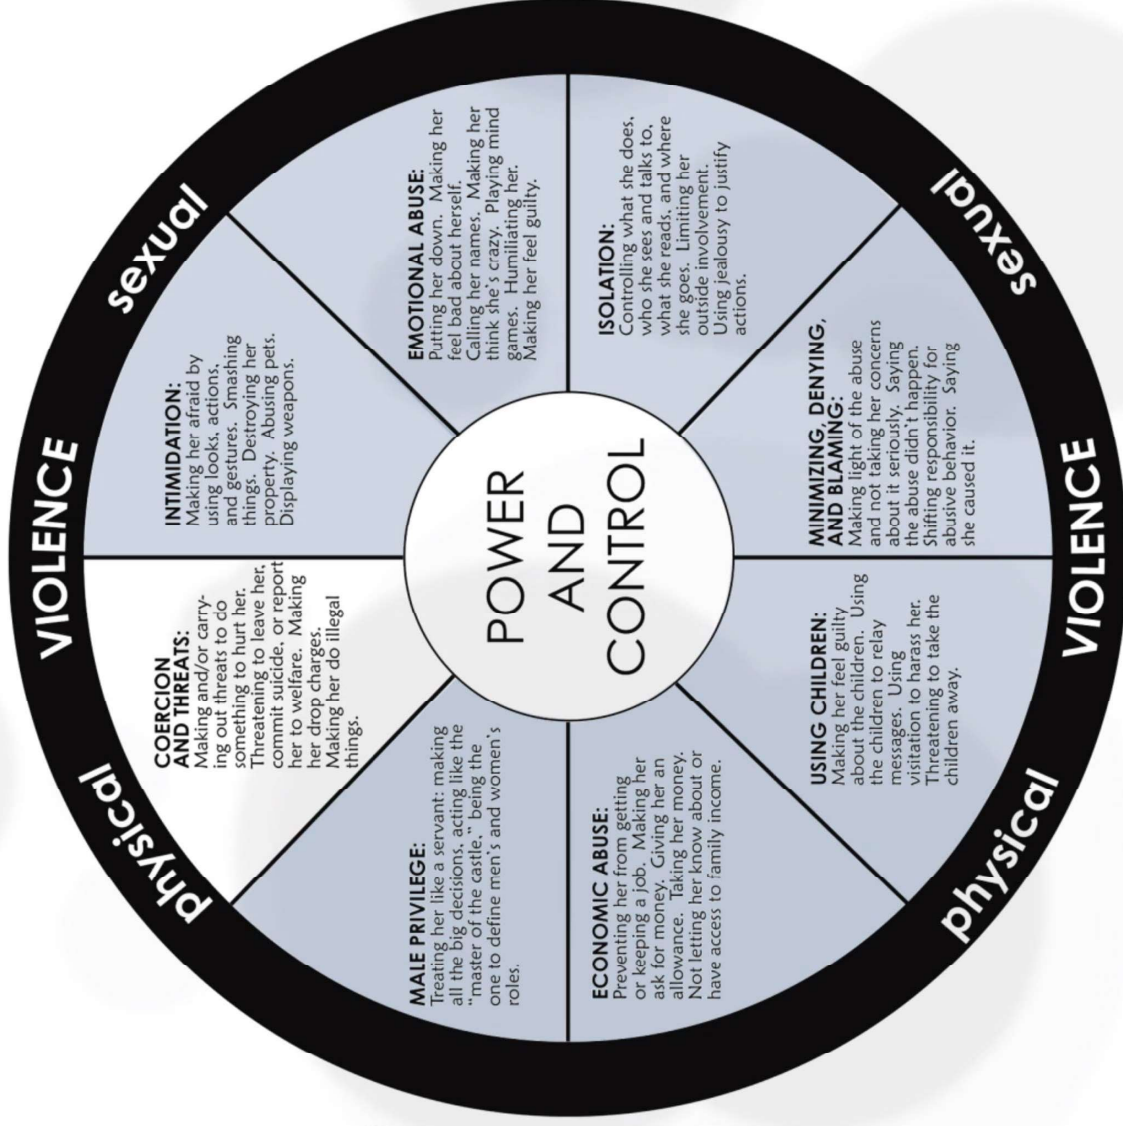 VIOLENCE
physical
sexual
COERCION
AND THREATS:
Making and/or carry-
ing out threats to do
something to hurt her.
Threatening to leave her,
commit suicide, or report
her to welfare. Making
her drop charges.
Making her do illegal
things.
INTIMIDATION:
Making her afraid by
using looks, actions,
and gestures. Smashing
things. Destroying her
property. Abusing pets.
Displaying weapons.
MALE PRIVILEGE:
Treating her like a servant: making
all the big decisions, acting like the
“master of the castle,” being the
one to define men’s and women’s
roles.
EMOTIONAL ABUSE:
Putting her down. Making her
feel bad about herself.
Calling her names. Making her
think she’s crazy. Playing mind
games. Humiliating her.
Making her feel guilty.
POWER
AND
CONTROL
ECONOMIC ABUSE:
Preventing her from getting
or keeping a job. Making her
ask for money. Giving her an
allowance. Taking her money.
Not letting her know about or
have access to family income.
ISOLATION:
Controlling what she does,
who she sees and talks to,
what she reads, and where
she goes. Limiting her
outside involvement.
Using jealousy to justify
actions.
USING CHILDREN:
Making her feel guilty
about the children. Using
the children to relay
messages. Using
visitation to harass her.
Threatening to take the
children away.
MINIMIZING, DENYING,
AND BLAMING:
Making light of the abuse
and not taking her concerns
about it seriously. Saying
the abuse didn’t happen.
Shifting responsibility for
abusive behavior. Saying
she caused it.
physical
sexual
VIOLENCE